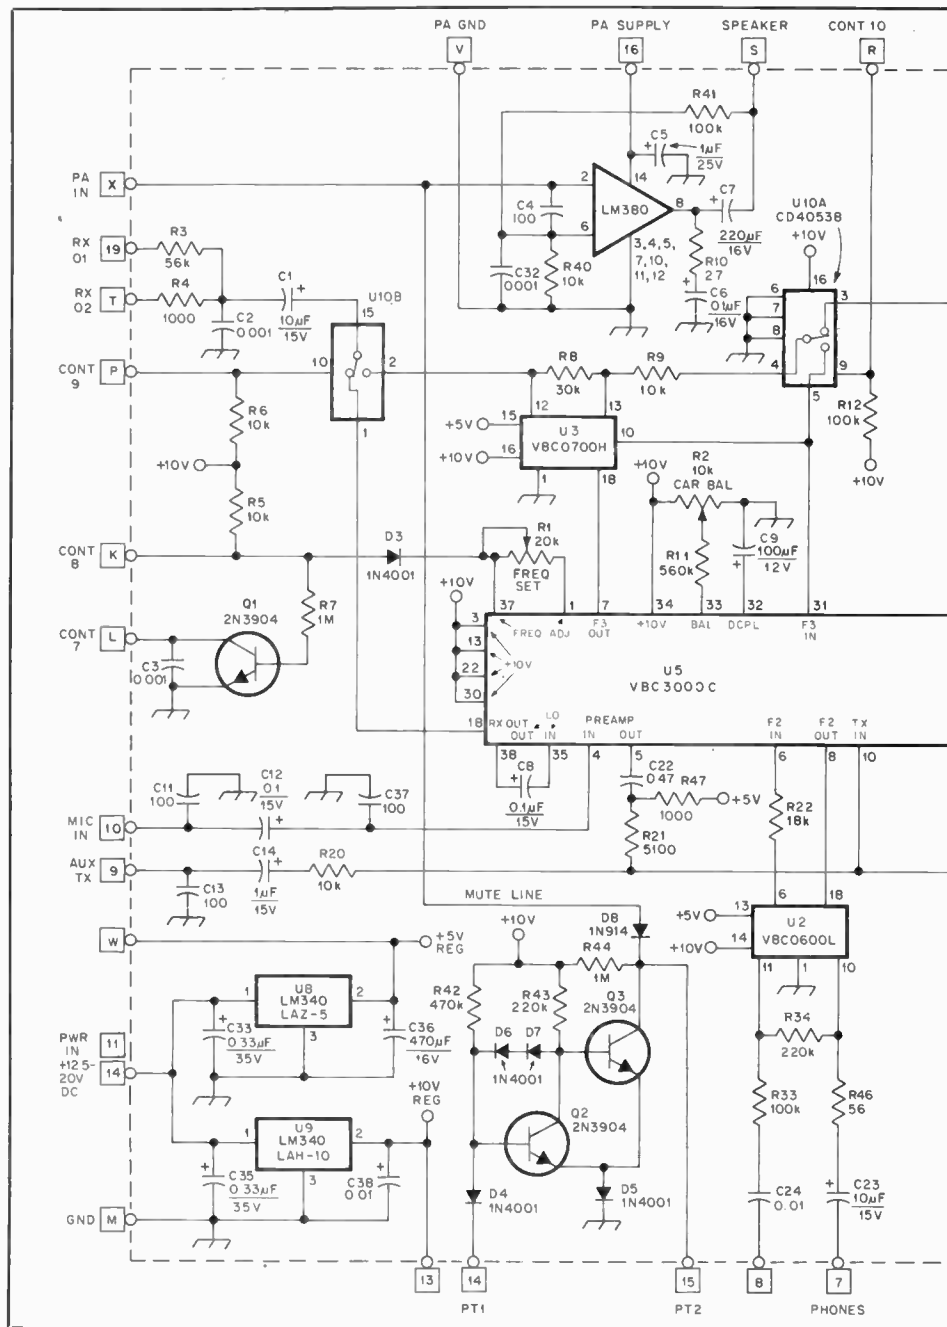 PA GND
PA SUPPLY
SPEAKER
CONT 10
V
16
S
R
R41
100k
C5
1µF
25V
PA
IN
X
2
14
C4
100
LM380
8
C7
220µF
16V
U10A
CD4053B
+10V
RX
01
19
R3
56k
6
3,4,5,
7,10,
11,12
R10
27
16
6
7
8
3
RX
02
T
R4
1000
C1
10µF
15V
C2
0.001
C32
0.001
R40
10k
C6
0.1µF
16V
U10B
15
CONT
9
P
10
2
1
R8
30k
R9
10k
4
9
5
R6
10k
+5V
15
12
13
U3
VBC0700H
10
R12
100k
+10V
16
1
18
+10V
+10V
R5
10k
+10V
R2
10k
CAR BAL
CONT
8
K
D3
1N4001
R1
20k
FREQ
SET
R11
560k
C9
100µF
12V
Q1
2N3904
R7
1M
+10V
37
1
7
34
33
32
31
CONT
7
L
3
FREQ ADJ
F3
OUT
+10V
BAL
DCPL
F3
IN
C3
0.001
13
+10V
22
30
U5
VBC3000C
18
RX OUT
OUT
LO
IN
PREAMP
IN
OUT
F2
IN
F2
OUT
TX
IN
38
35
4
5
6
8
10
C8
0.1µF
15V
C22
0.47
R47
1000
+5V
C11
100
C12
0.1
15V
C37
100
R22
18k
MIC
IN
10
R21
5100
C14
1µF
15V
R20
10k
AUX
TX
9
C13
100
MUTE LINE
6
18
+5V
13
U2
VBC0600L
+10V
14
11
1
10
D8
1N914
+10V
W
+5V
REG
R44
1M
R42
470k
R43
220k
Q3
2N3904
1
U8
LM340
LAZ-5
2
3
C33
0.33µF
35V
C36
470µF
16V
D6
D7
1N4001
R34
220k
PWR
IN
11
+12.5-
20V
DC
14
+10V
REG
R33
100k
R46
56
Q2
2N3904
1
U9
LM340
LAH-10
2
3
C35
0.33µF
35V
C38
0.01
D4
1N4001
D5
1N4001
C24
0.01
C23
10µF
15V
GND
M
13
14
15
8
7
PT1
PT2
PHONES